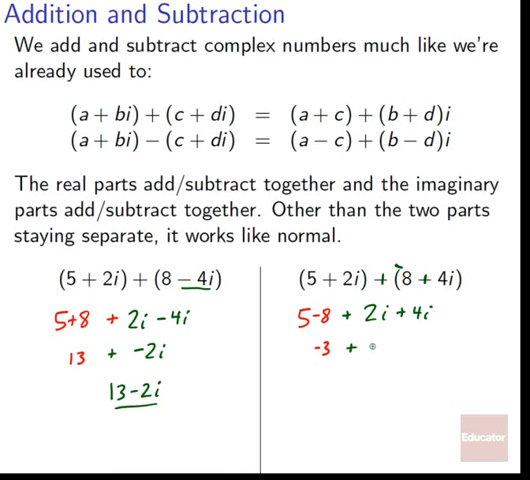 Addition and Subtraction
We add and subtract complex numbers much like we're
already used to:
(a + bi) + (c + di) = (a + c) + (b + d)i
(a + bi) − (c + di) = (a − c) + (b − d)i
The real parts add/subtract together and the imaginary
parts add/subtract together. Other than the two parts
staying separate, it works like normal.
(5 + 2i) + (8 − 4i)
5+8 + 2i -4i
13 + -2i
13-2i
(5 + 2i) + (8 + 4i)
5-8 + 2i + 4i
-3 +
Educator